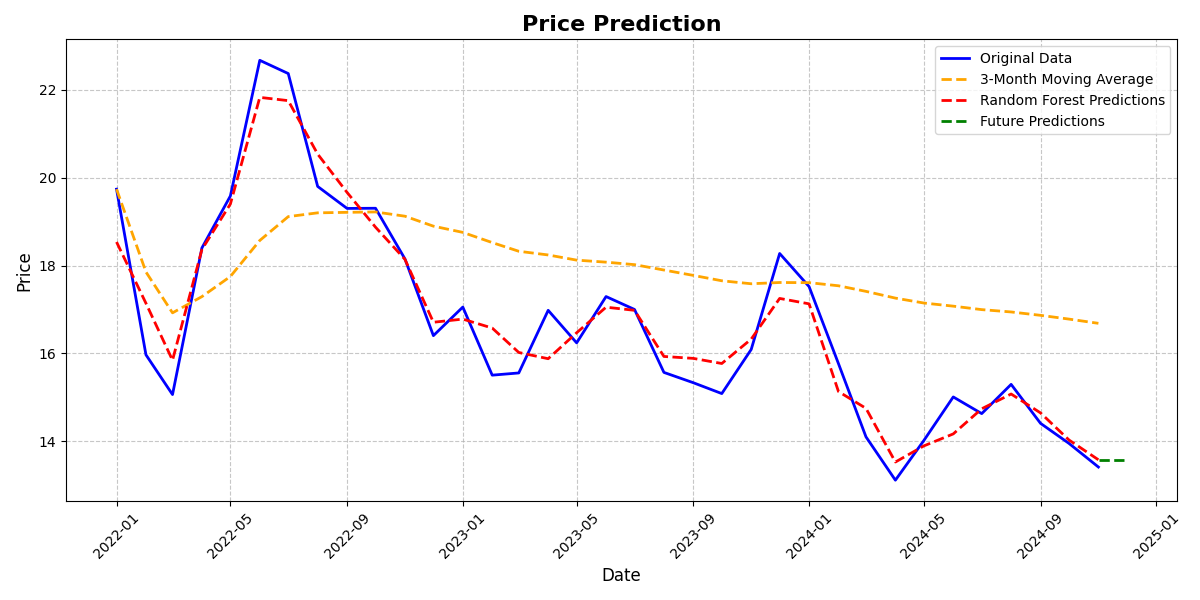 Price Prediction
Original Data
3-Month Moving Average
Random Forest Predictions
Future Predictions
Price
22
20
18
16
14
2022-01
2022-05
2022-09
2023-01
2023-05
2023-09
2024-01
2024-05
2024-09
2025-01
Date